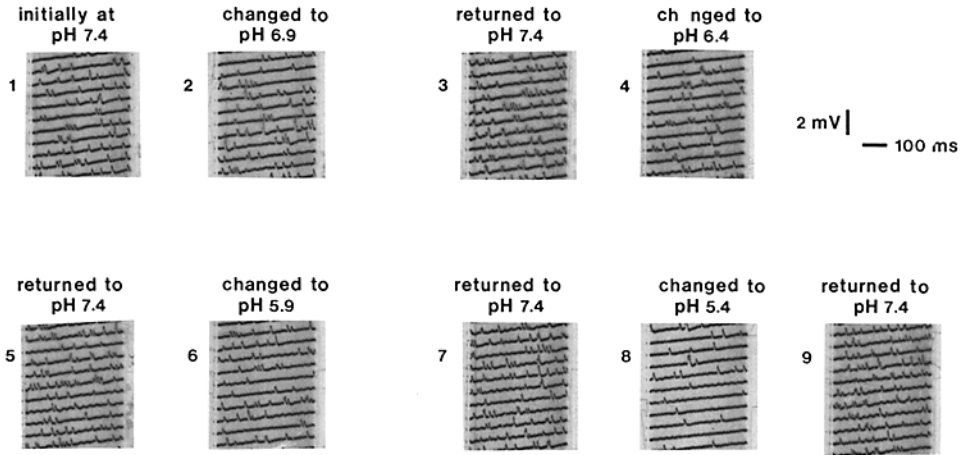 initially at
pH 7.4
changed to
pH 6.9
returned to
pH 7.4
ch nged to
pH 6.4
1
2
3
4
2 mV
100 ms
returned to
pH 7.4
changed to
pH 5.9
returned to
pH 7.4
changed to
pH 5.4
returned to
pH 7.4
5
6
7
8
9